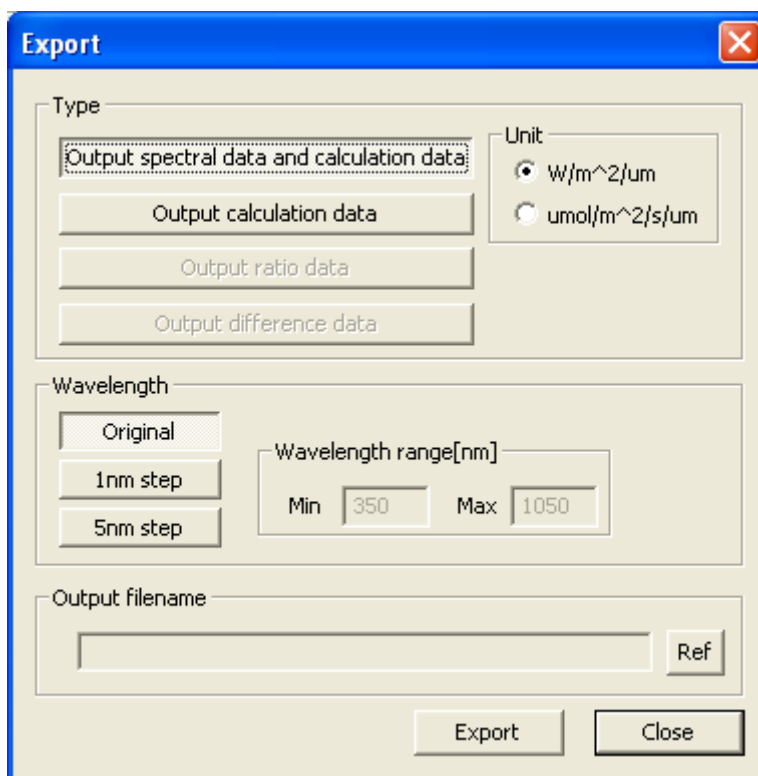 Export
Type
Output spectral data and calculation data
Output calculation data
Output ratio data
Output difference data
Unit
W/m^2/um
umol/m^2/s/um
Wavelength
Original
1nm step
5nm step
Wavelength range[nm]
Min 350 Max 1050
Output filename
Ref
Export Close